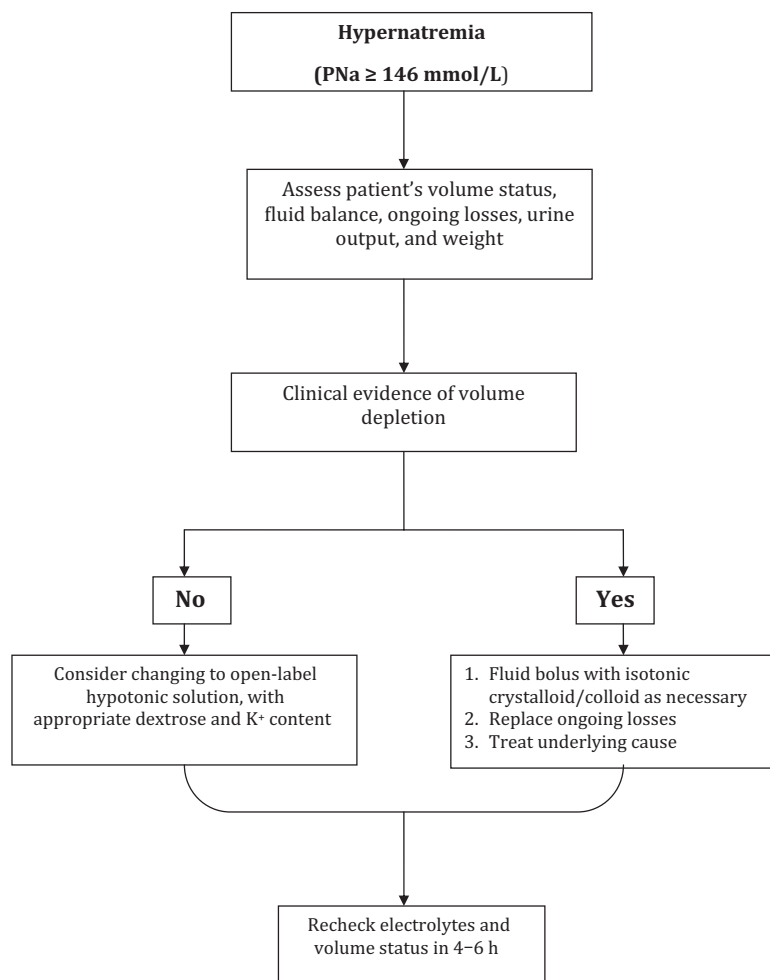 Hypernatremia
(PNa ≥ 146 mmol/L)
Assess patient’s volume status,
fluid balance, ongoing losses, urine
output, and weight
Clinical evidence of volume
depletion
No
Yes
Consider changing to open-label
hypotonic solution, with
appropriate dextrose and K⁺ content
1. Fluid bolus with isotonic
crystalloid/colloid as necessary
2. Replace ongoing losses
3. Treat underlying cause
Recheck electrolytes and
volume status in 4–6 h